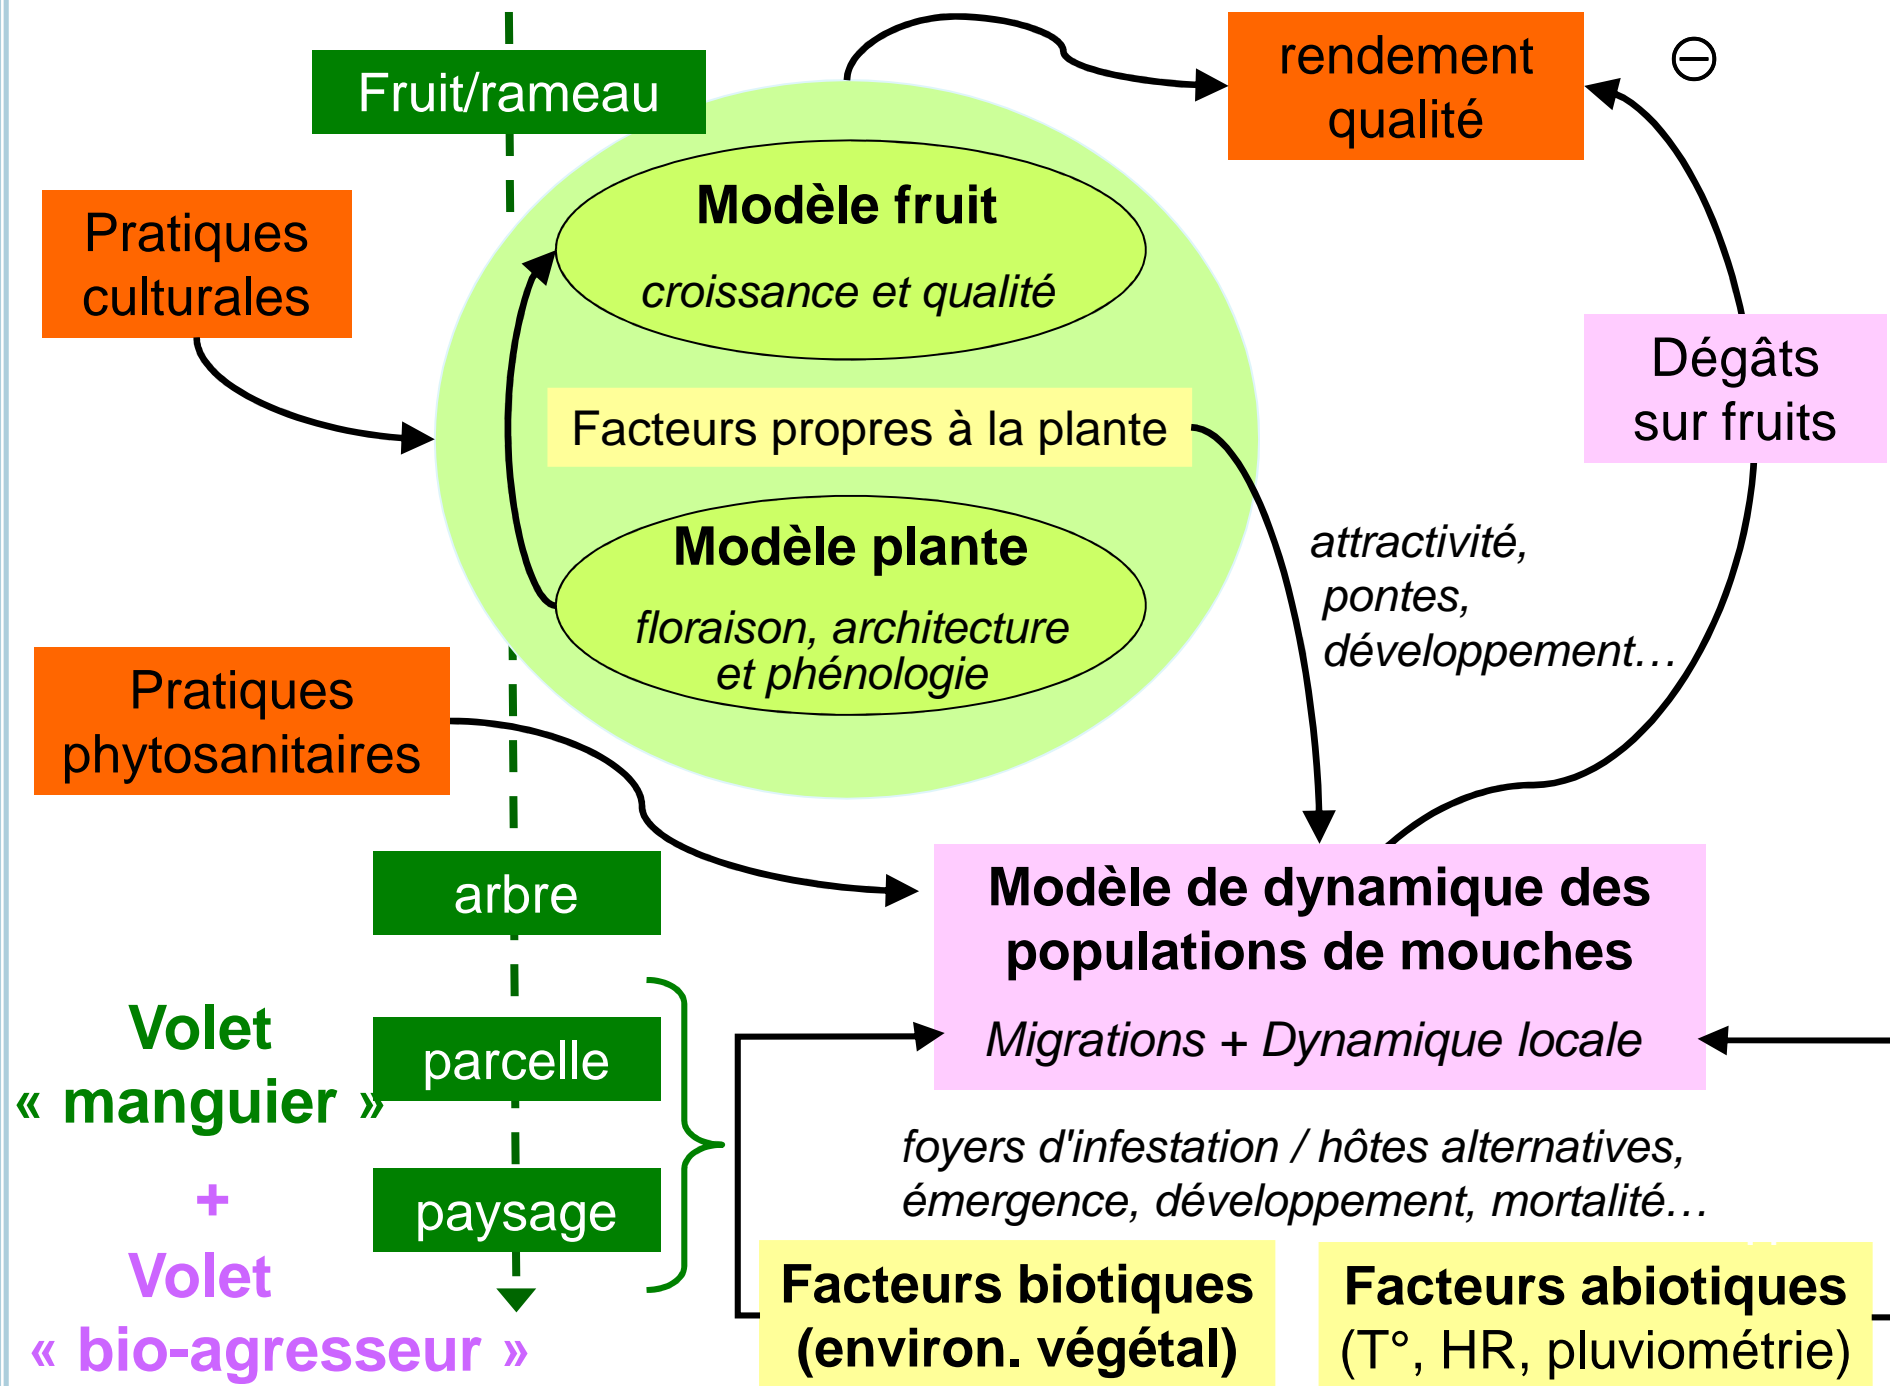 Fruit/rameau
rendement
qualité
Pratiques
culturales
Modèle fruit
croissance et qualité
Facteurs propres à la plante
Modèle plante
floraison, architecture
et phénologie
Dégâts
sur fruits
attractivité,
pontes,
développement…
Pratiques
phytosanitaires
arbre
parcelle
paysage
Modèle de dynamique des
populations de mouches
Migrations + Dynamique locale
Volet
« manguier »
+
Volet
« bio-agresseur »
foyers d'infestation / hôtes alternatives,
émergence, développement, mortalité…
Facteurs biotiques
(environ. végétal)
Facteurs abiotiques
(T°, HR, pluviométrie)